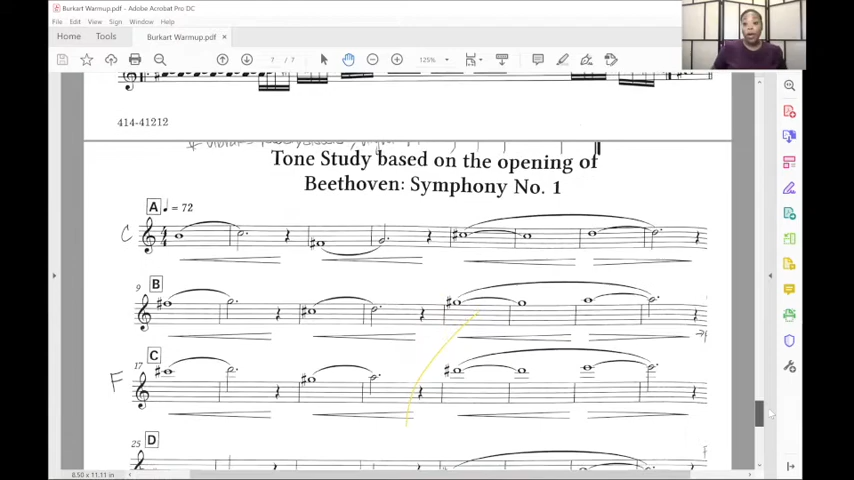 Burkart Warmup.pdf - Adobe Acrobat Pro DC
File Edit View Sign Window Help
Home Tools Burkart Warmup.pdf ×
7 / 7 125%
414-41212
Tone Study based on the opening of
Beethoven: Symphony No. 1
A = 72
C
B
9
C
17
F
D
25
8.50 x 11.11 in